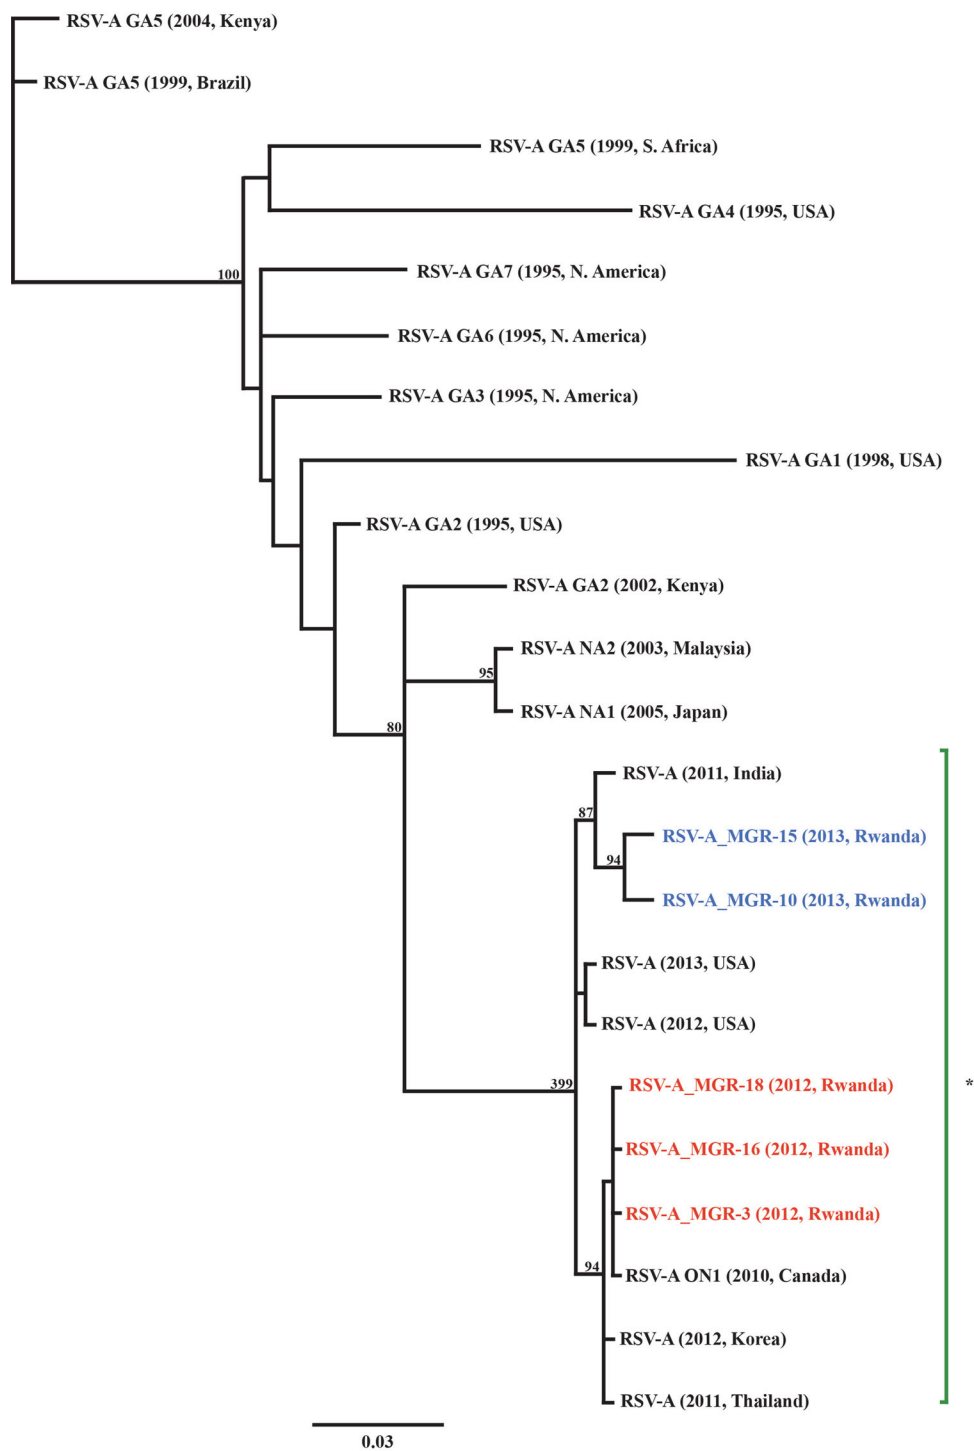 RSV-A GA5 (2004, Kenya)
RSV-A GA5 (1999, Brazil)
RSV-A GA5 (1999, S. Africa)
RSV-A GA4 (1995, USA)
RSV-A GA7 (1995, N. America)
100
RSV-A GA6 (1995, N. America)
RSV-A GA3 (1995, N. America)
RSV-A GA1 (1998, USA)
RSV-A GA2 (1995, USA)
RSV-A GA2 (2002, Kenya)
RSV-A NA2 (2003, Malaysia)
95
RSV-A NA1 (2005, Japan)
80
RSV-A (2011, India)
87
RSV-A_MGR-15 (2013, Rwanda)
94
RSV-A_MGR-10 (2013, Rwanda)
RSV-A (2013, USA)
RSV-A (2012, USA)
399
RSV-A_MGR-18 (2012, Rwanda)
*
RSV-A_MGR-16 (2012, Rwanda)
RSV-A_MGR-3 (2012, Rwanda)
94
RSV-A ON1 (2010, Canada)
RSV-A (2012, Korea)
RSV-A (2011, Thailand)
0.03